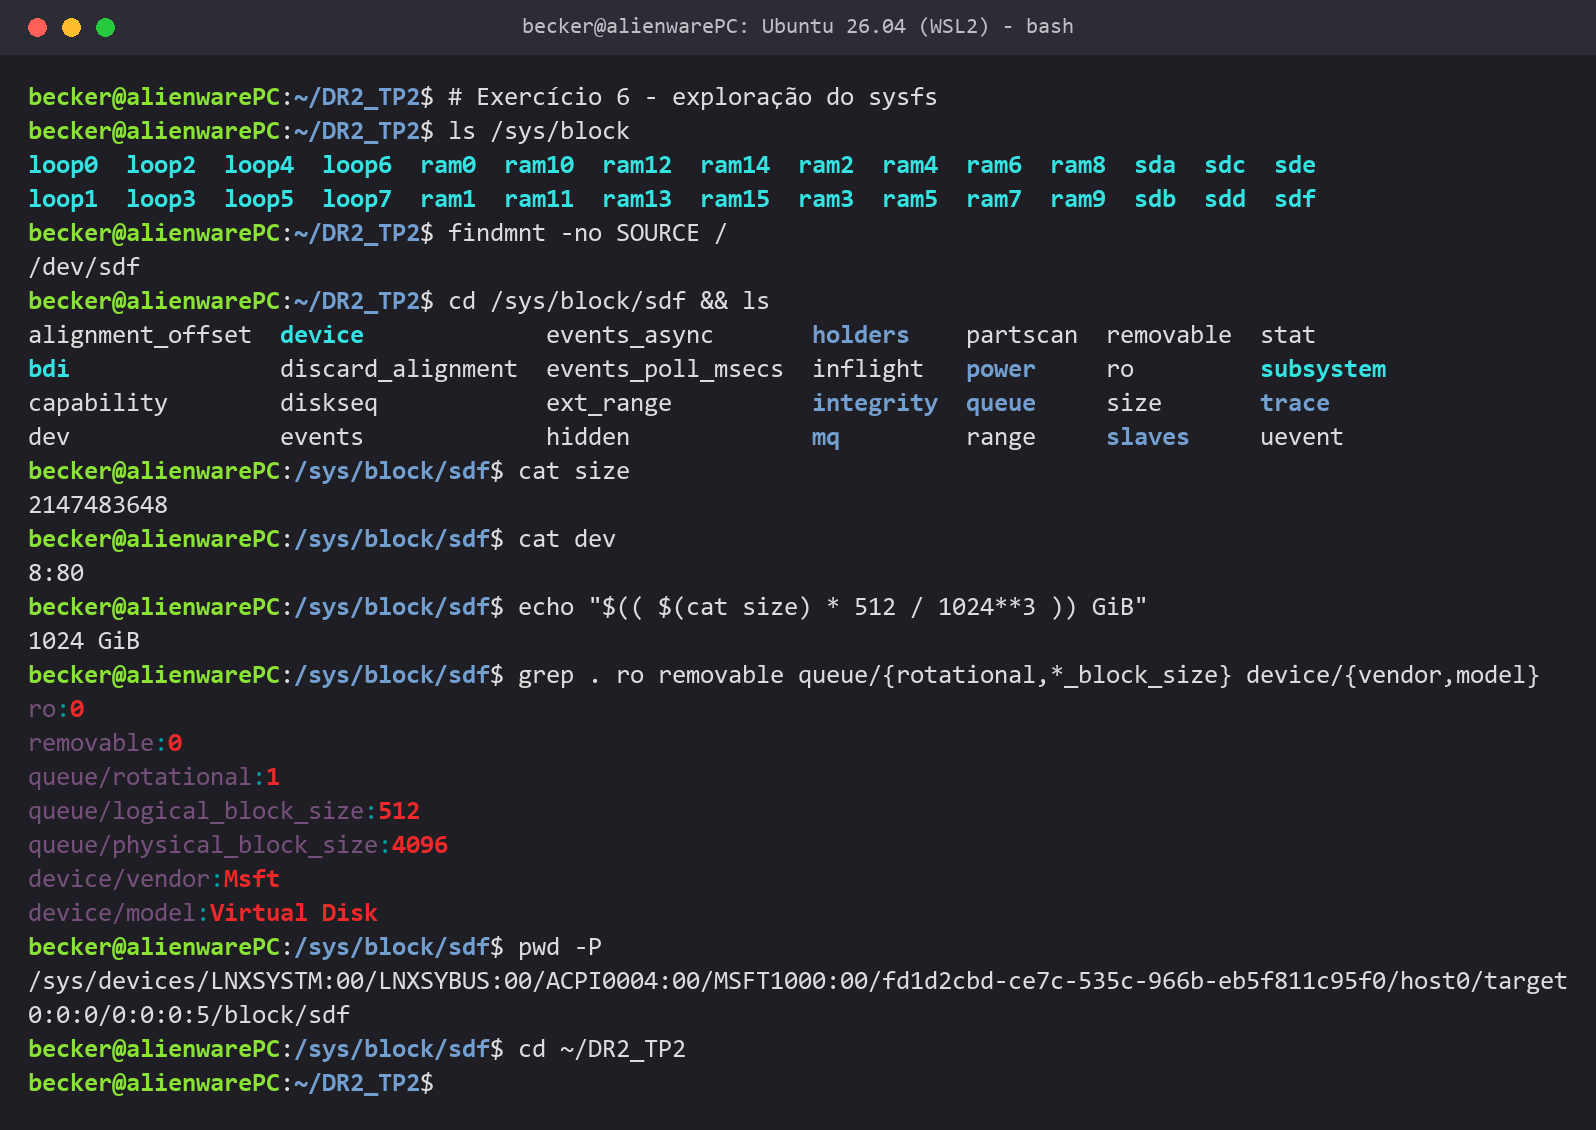 becker@alienwarePC: Ubuntu 26.04 (WSL2) - bash
becker@alienwarePC:~/DR2_TP2$ # Exercício 6 - exploração do sysfs
becker@alienwarePC:~/DR2_TP2$ ls /sys/block
loop0  loop2  loop4  loop6  ram0  ram10  ram12  ram14  ram2  ram4  ram6  ram8  sda  sdc  sde
loop1  loop3  loop5  loop7  ram1  ram11  ram13  ram15  ram3  ram5  ram7  ram9  sdb  sdd  sdf
becker@alienwarePC:~/DR2_TP2$ findmnt -no SOURCE /
/dev/sdf
becker@alienwarePC:~/DR2_TP2$ cd /sys/block/sdf && ls
alignment_offset  device             events_async       holders    partscan  removable  stat
bdi               discard_alignment  events_poll_msecs  inflight   power     ro         subsystem
capability        diskseq            ext_range          integrity  queue     size       trace
dev               events             hidden             mq         range     slaves     uevent
becker@alienwarePC:/sys/block/sdf$ cat size
2147483648
becker@alienwarePC:/sys/block/sdf$ cat dev
8:80
becker@alienwarePC:/sys/block/sdf$ echo "$(( $(cat size) * 512 / 1024**3 )) GiB"
1024 GiB
becker@alienwarePC:/sys/block/sdf$ grep . ro removable queue/{rotational,*_block_size} device/{vendor,model}
ro:0
removable:0
queue/rotational:1
queue/logical_block_size:512
queue/physical_block_size:4096
device/vendor:Msft
device/model:Virtual Disk
becker@alienwarePC:/sys/block/sdf$ pwd -P
/sys/devices/LNXSYSTM:00/LNXSYBUS:00/ACPI0004:00/MSFT1000:00/fd1d2cbd-ce7c-535c-966b-eb5f811c95f0/host0/target
0:0:0/0:0:0:5/block/sdf
becker@alienwarePC:/sys/block/sdf$ cd ~/DR2_TP2
becker@alienwarePC:~/DR2_TP2$